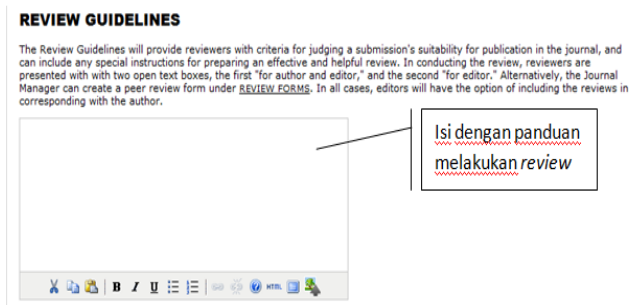 REVIEW GUIDELINES
The Review Guidelines will provide reviewers with criteria for judging a submission's suitability for publication in the journal, and
can include any special instructions for preparing an effective and helpful review. In conducting the review, reviewers are
presented with with two open text boxes, the first "for author and editor," and the second "for editor." Alternatively, the Journal
Manager can create a peer review form under REVIEW FORMS. In all cases, editors will have the option of including the reviews in
corresponding with the author.
Isi dengan panduan
melakukan review
B I U HTML